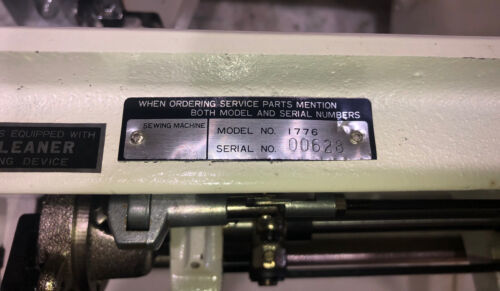 WHEN ORDERING SERVICE PARTS MENTION
BOTH MODEL AND SERIAL NUMBERS
SEWING MACHINE
MODEL NO. 1776
SERIAL NO. 00628
S EQUIPPED WITH
LEANER
NG DEVICE